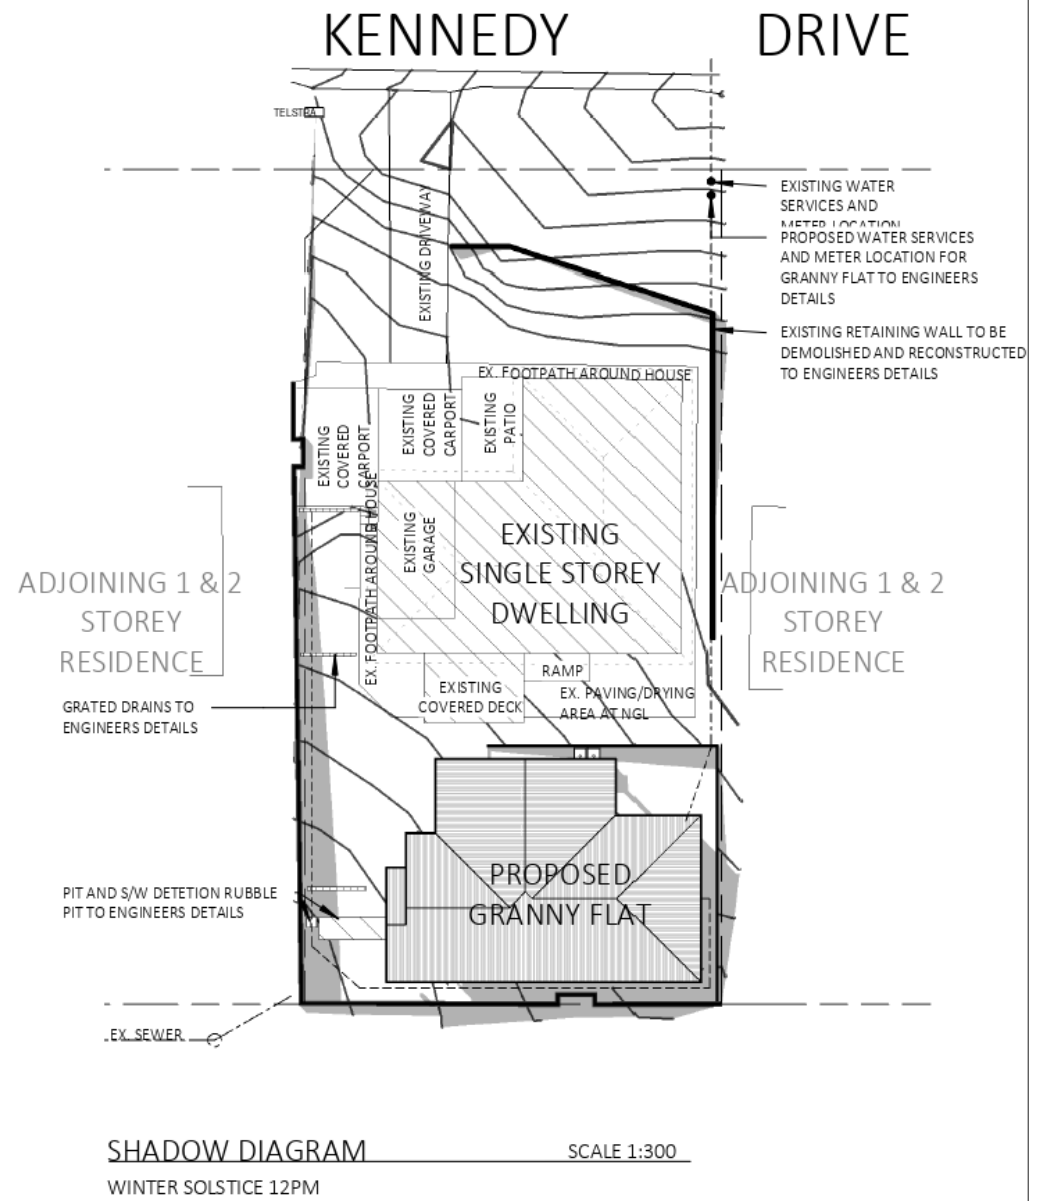 KENNEDY DRIVE
TELSTRA
EXISTING WATER
SERVICES AND
METER LOCATION
PROPOSED WATER SERVICES
AND METER LOCATION FOR
GRANNY FLAT TO ENGINEERS
DETAILS
EXISTING DRIVEWAY
EXISTING RETAINING WALL TO BE
DEMOLISHED AND RECONSTRUCTED
TO ENGINEERS DETAILS
EX. FOOTPATH AROUND HOUSE
EXISTING
COVERED
CARPORT
EXISTING
COVERED
CARPORT
EXISTING
PATIO
EX. FOOTPATH AROUND HOUSE
EXISTING
GARAGE
EXISTING
SINGLE STOREY
DWELLING
ADJOINING 1 & 2
STOREY
RESIDENCE
ADJOINING 1 & 2
STOREY
RESIDENCE
RAMP
EXISTING
COVERED DECK
EX. PAVING/DRYING
AREA AT NGL
GRATED DRAINS TO
ENGINEERS DETAILS
PROPOSED
GRANNY FLAT
PIT AND S/W DETETION RUBBLE
PIT TO ENGINEERS DETAILS
EX. SEWER
SHADOW DIAGRAM
SCALE 1:300
WINTER SOLSTICE 12PM